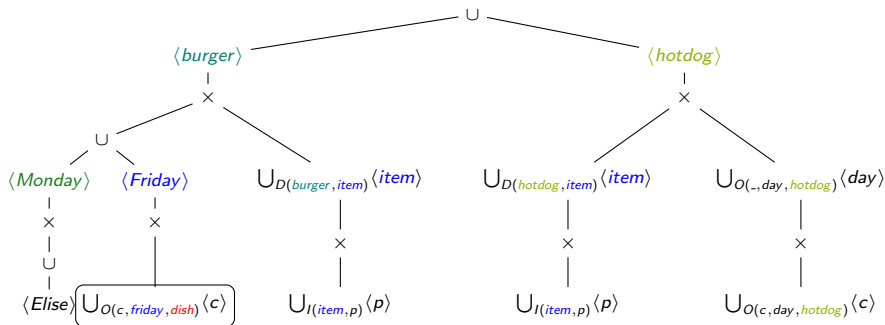 ∪
⟨burger⟩ ⟨hotdog⟩
× ×
∪
⟨Monday⟩ ⟨Friday⟩ ⋃D(burger,item)⟨item⟩ ⋃D(hotdog,item)⟨item⟩ ⋃O(_,day,hotdog)⟨day⟩
× × × × ×
∪
⟨Elise⟩ ⋃O(c,friday,dish)⟨c⟩ ⋃I(item,p)⟨p⟩ ⋃I(item,p)⟨p⟩ ⋃O(c,day,hotdog)⟨c⟩